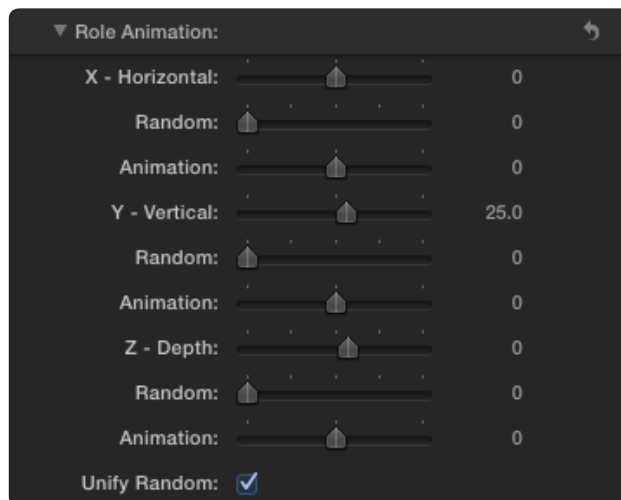 Role Animation:
X - Horizontal: 0
Random: 0
Animation: 0
Y - Vertical: 25.0
Random: 0
Animation: 0
Z - Depth: 0
Random: 0
Animation: 0
Unify Random: